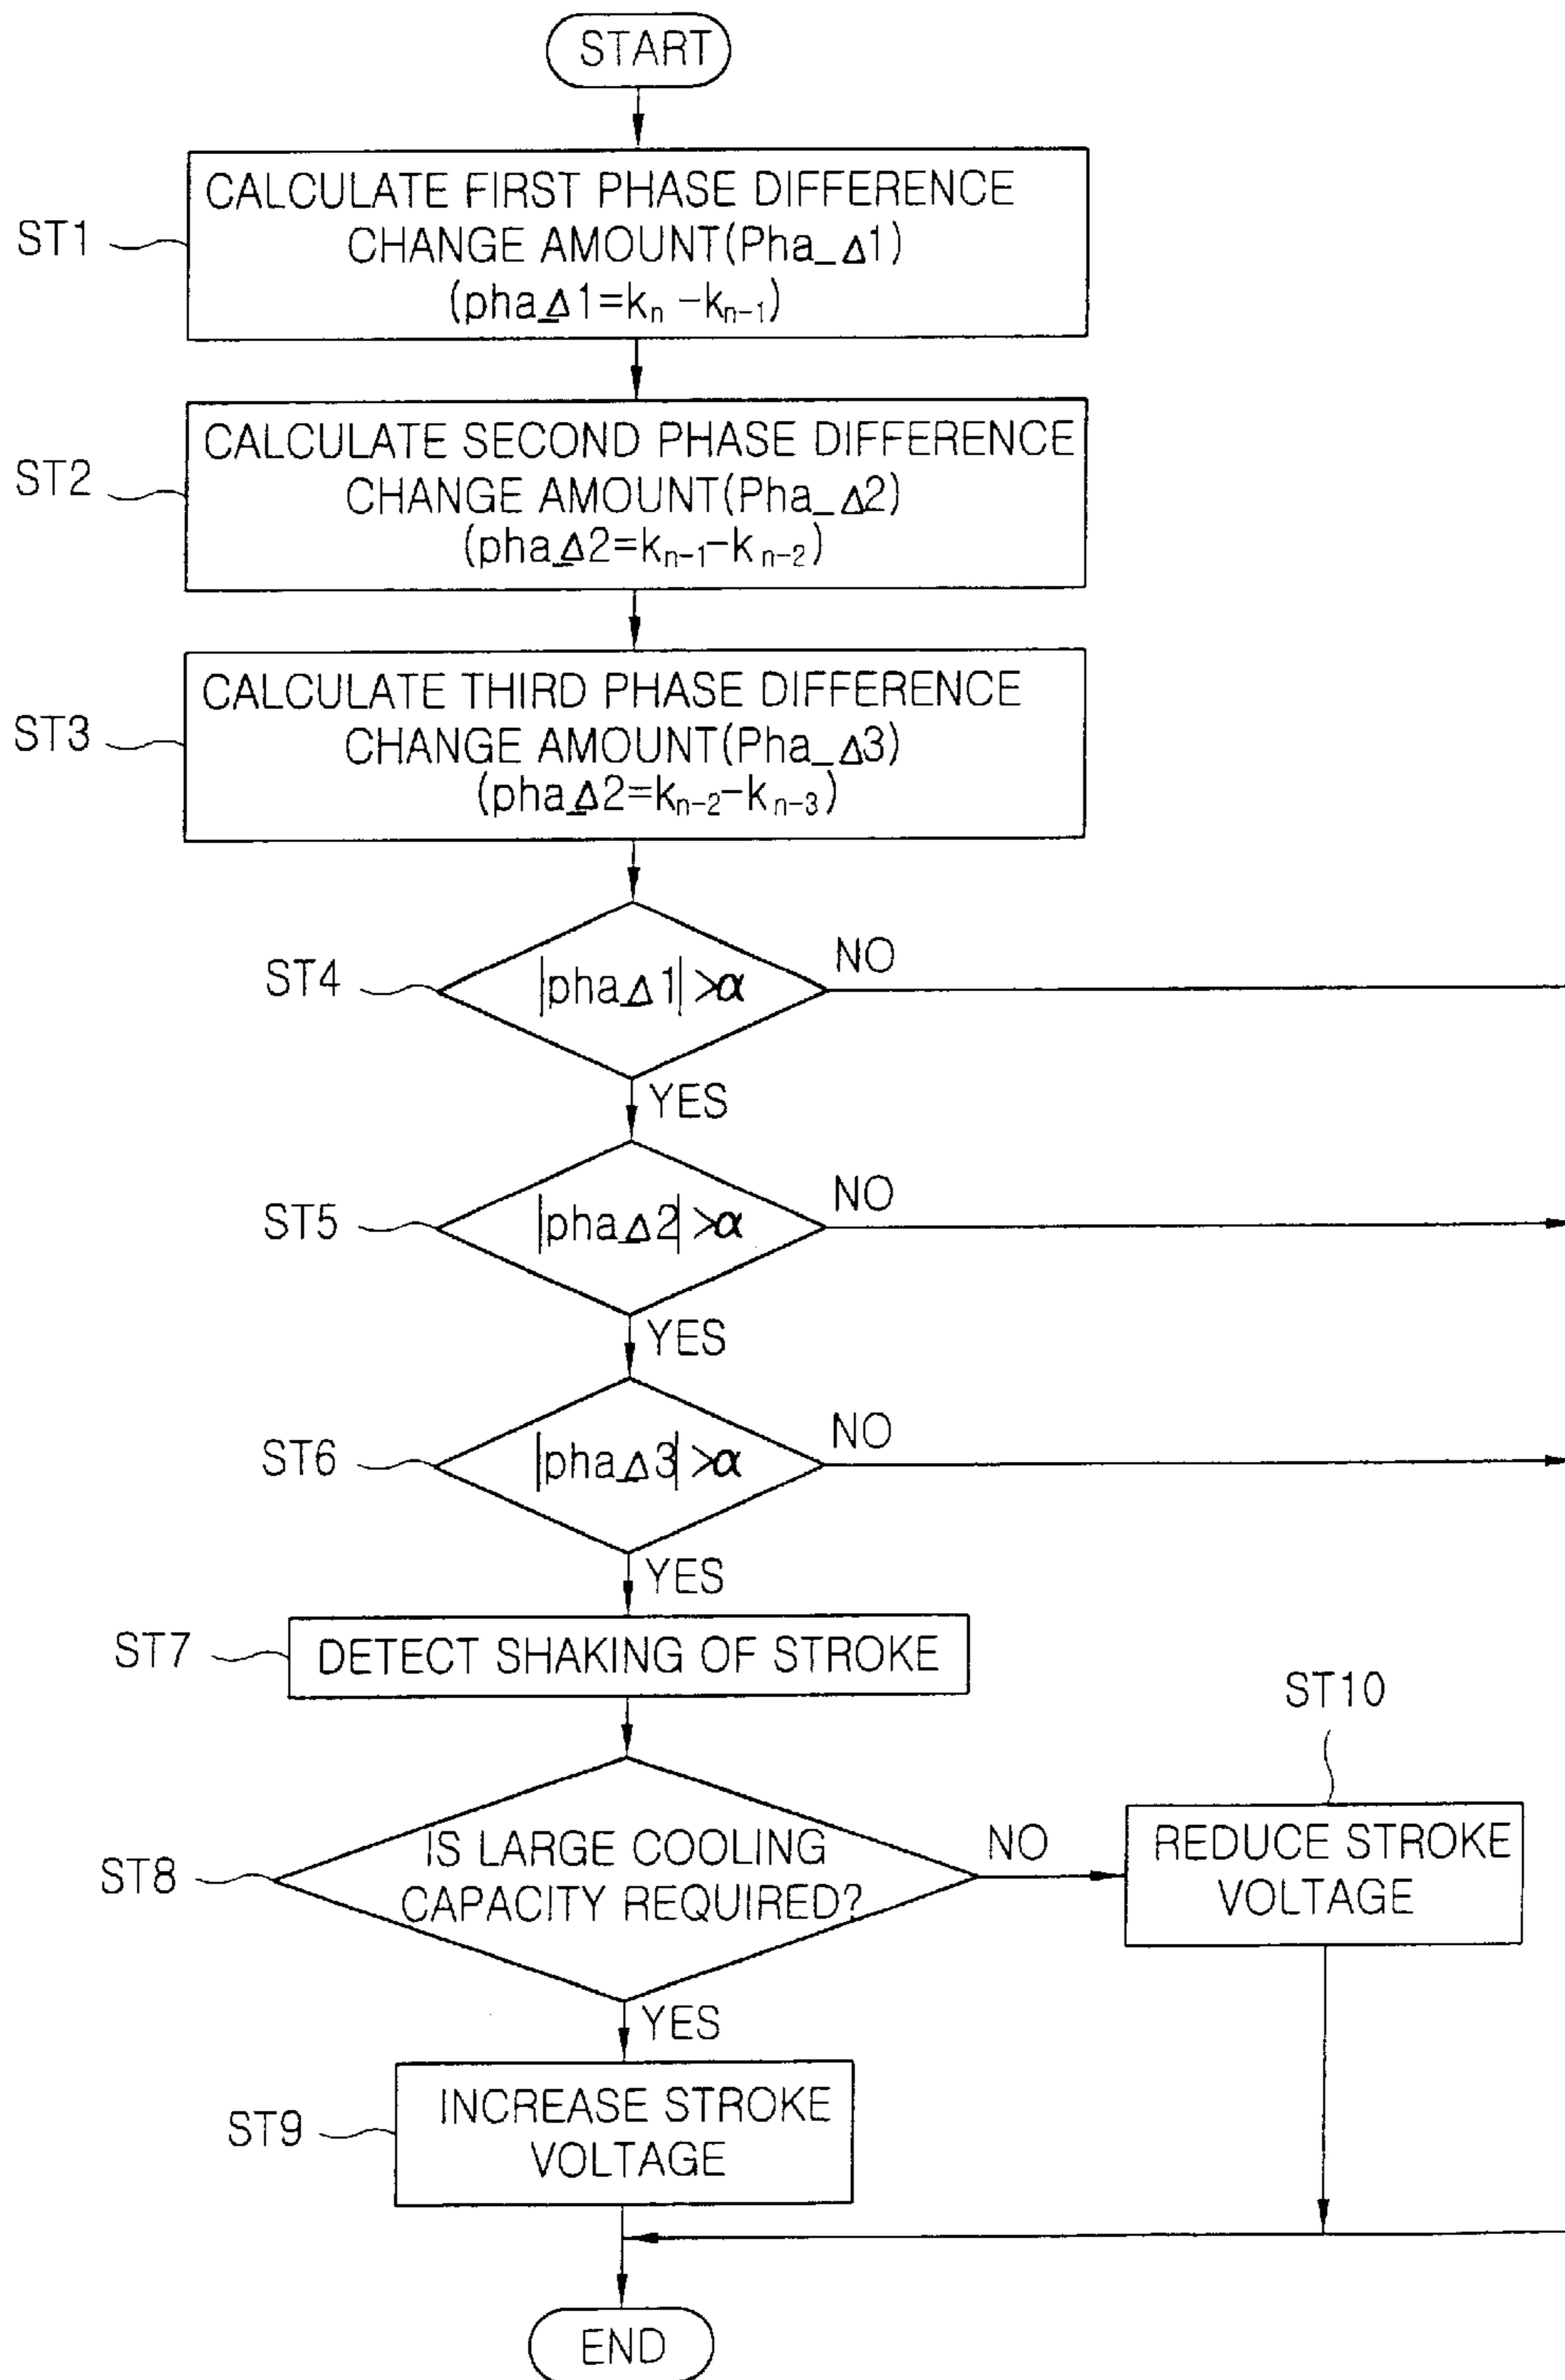 START
ST1
CALCULATE FIRST PHASE DIFFERENCE
CHANGE AMOUNT(Pha_Δ1)
(pha_Δ1=kₙ −kₙ₋₁)
ST2
CALCULATE SECOND PHASE DIFFERENCE
CHANGE AMOUNT(Pha_Δ2)
(pha_Δ2=kₙ₋₁−kₙ₋₂)
ST3
CALCULATE THIRD PHASE DIFFERENCE
CHANGE AMOUNT(Pha_Δ3)
(pha_Δ2=kₙ₋₂−kₙ₋₃)
ST4
|pha_Δ1|>α
NO
YES
ST5
|pha_Δ2|>α
NO
YES
ST6
|pha_Δ3|>α
NO
YES
ST7
DETECT SHAKING OF STROKE
ST8
IS LARGE COOLING
CAPACITY REQUIRED?
NO
ST10
REDUCE STROKE
VOLTAGE
YES
ST9
INCREASE STROKE
VOLTAGE
END